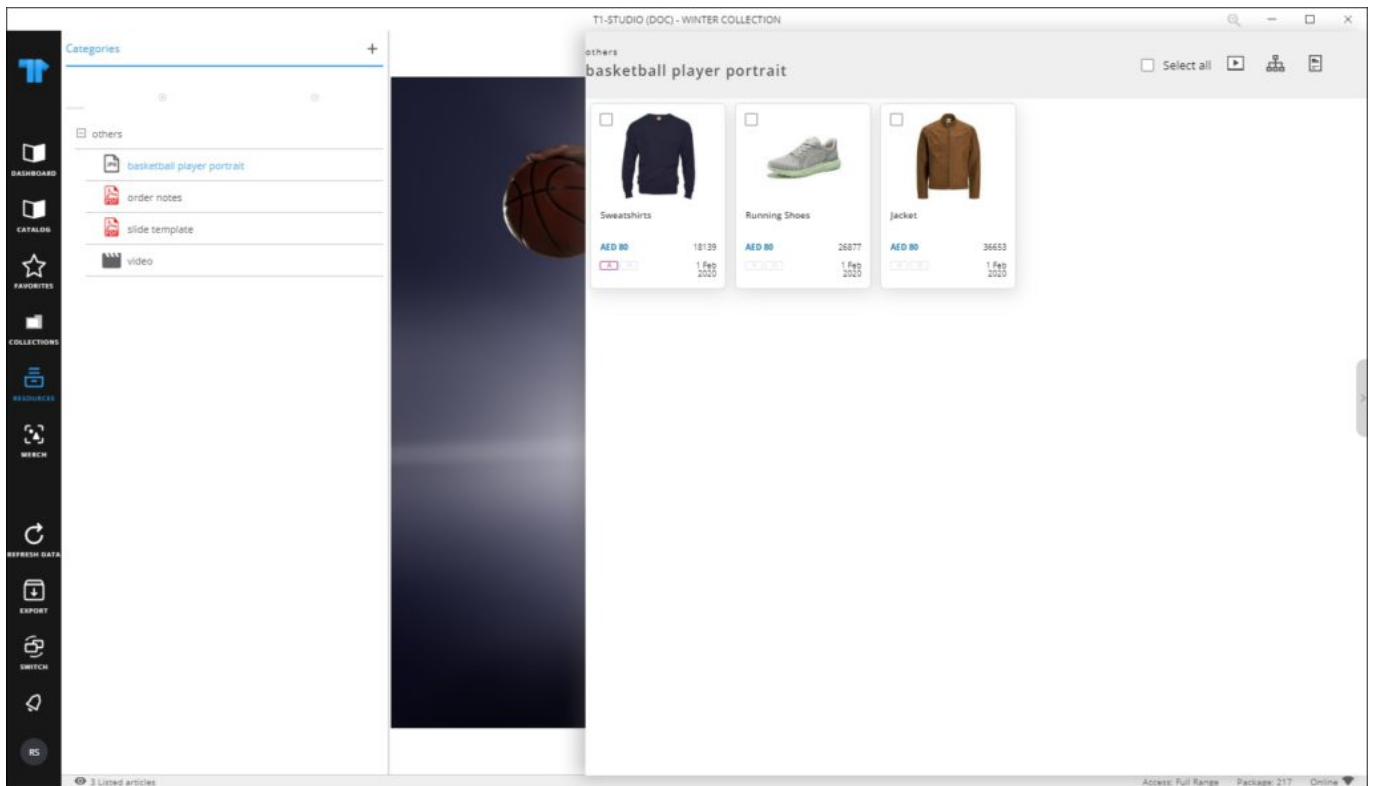 T1-STUDIO (DOC) - WINTER COLLECTION
Categories
+
others
basketball player portrait
order notes
slide template
video
DASHBOARD
CATALOG
FAVORITES
COLLECTIONS
RESOURCES
MERCH
REFRESH DATA
EXPORT
SWITCH
RS
others
basketball player portrait
Select all
Sweatshirts
AED 80 18139
A
1 Feb
2020
Running Shoes
AED 80 26877
1 Feb
2020
Jacket
AED 80 36653
1 Feb
2020
3 Listed articles
Access: Full Range Package: 217 Online